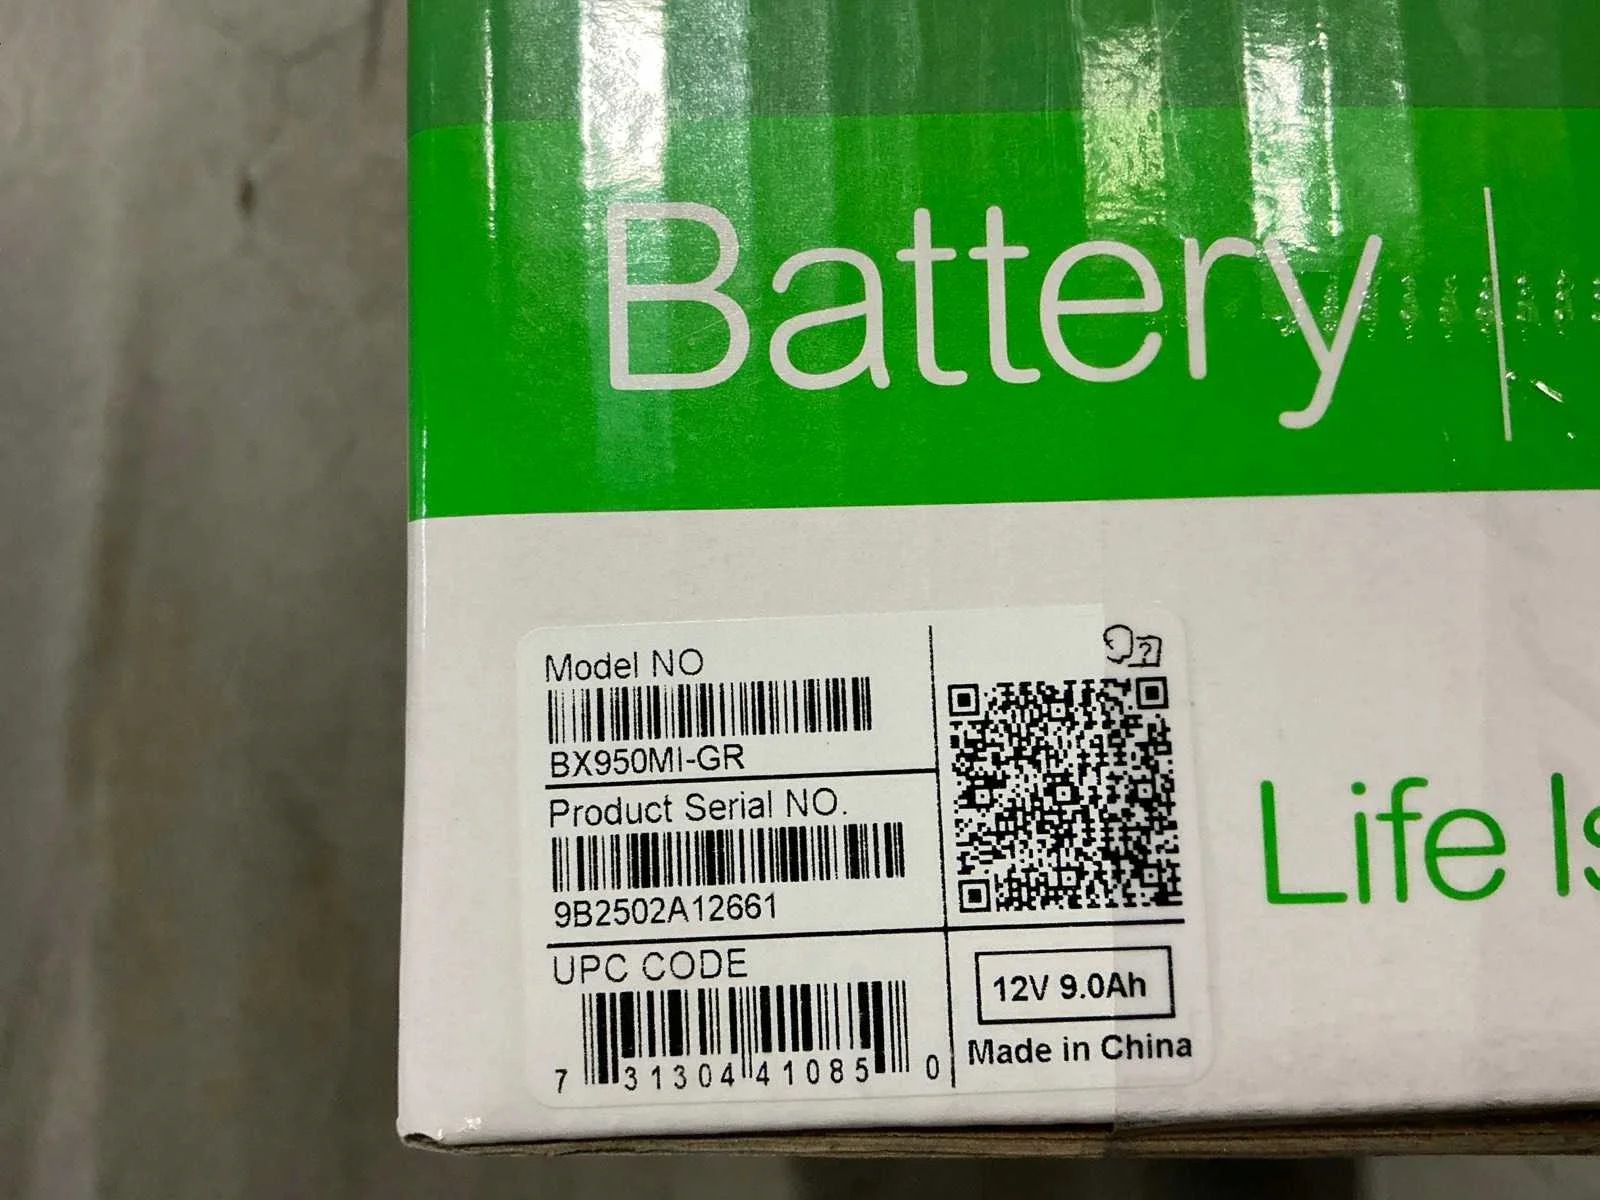 Battery
Model NO
BX950MI-GR
Product Serial NO.
9B2502A12661
UPC CODE
7 31304 41085 0
?
12V 9.0Ah
Made in China
Life Is